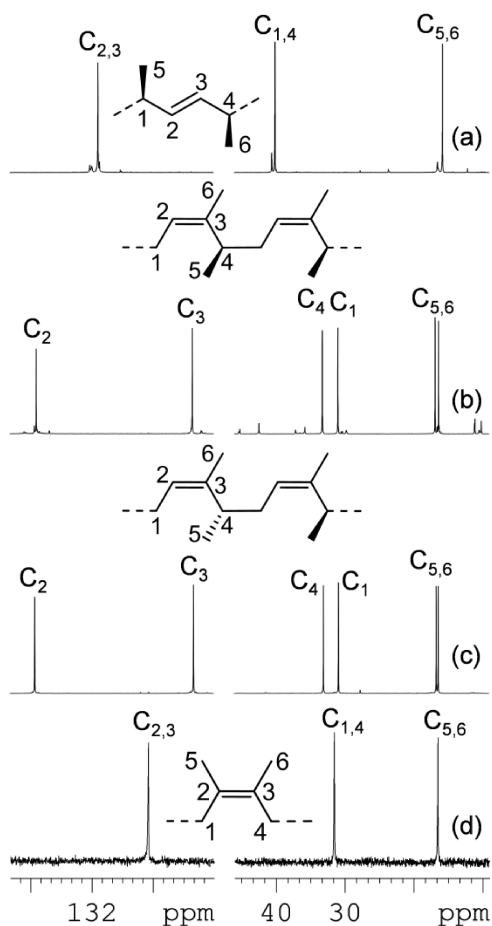 C2,3 C1,4 C5,6
5 3 4 1 2 6
(a)
6 2 3 4 5 1
C2 C3 C4 C1 C5,6
(b)
6 2 3 4 5 1
C2 C3 C4 C1 C5,6
(c)
C2,3 C1,4 C5,6
5 6 2 3 1 4
(d)
132 ppm 40 30 ppm